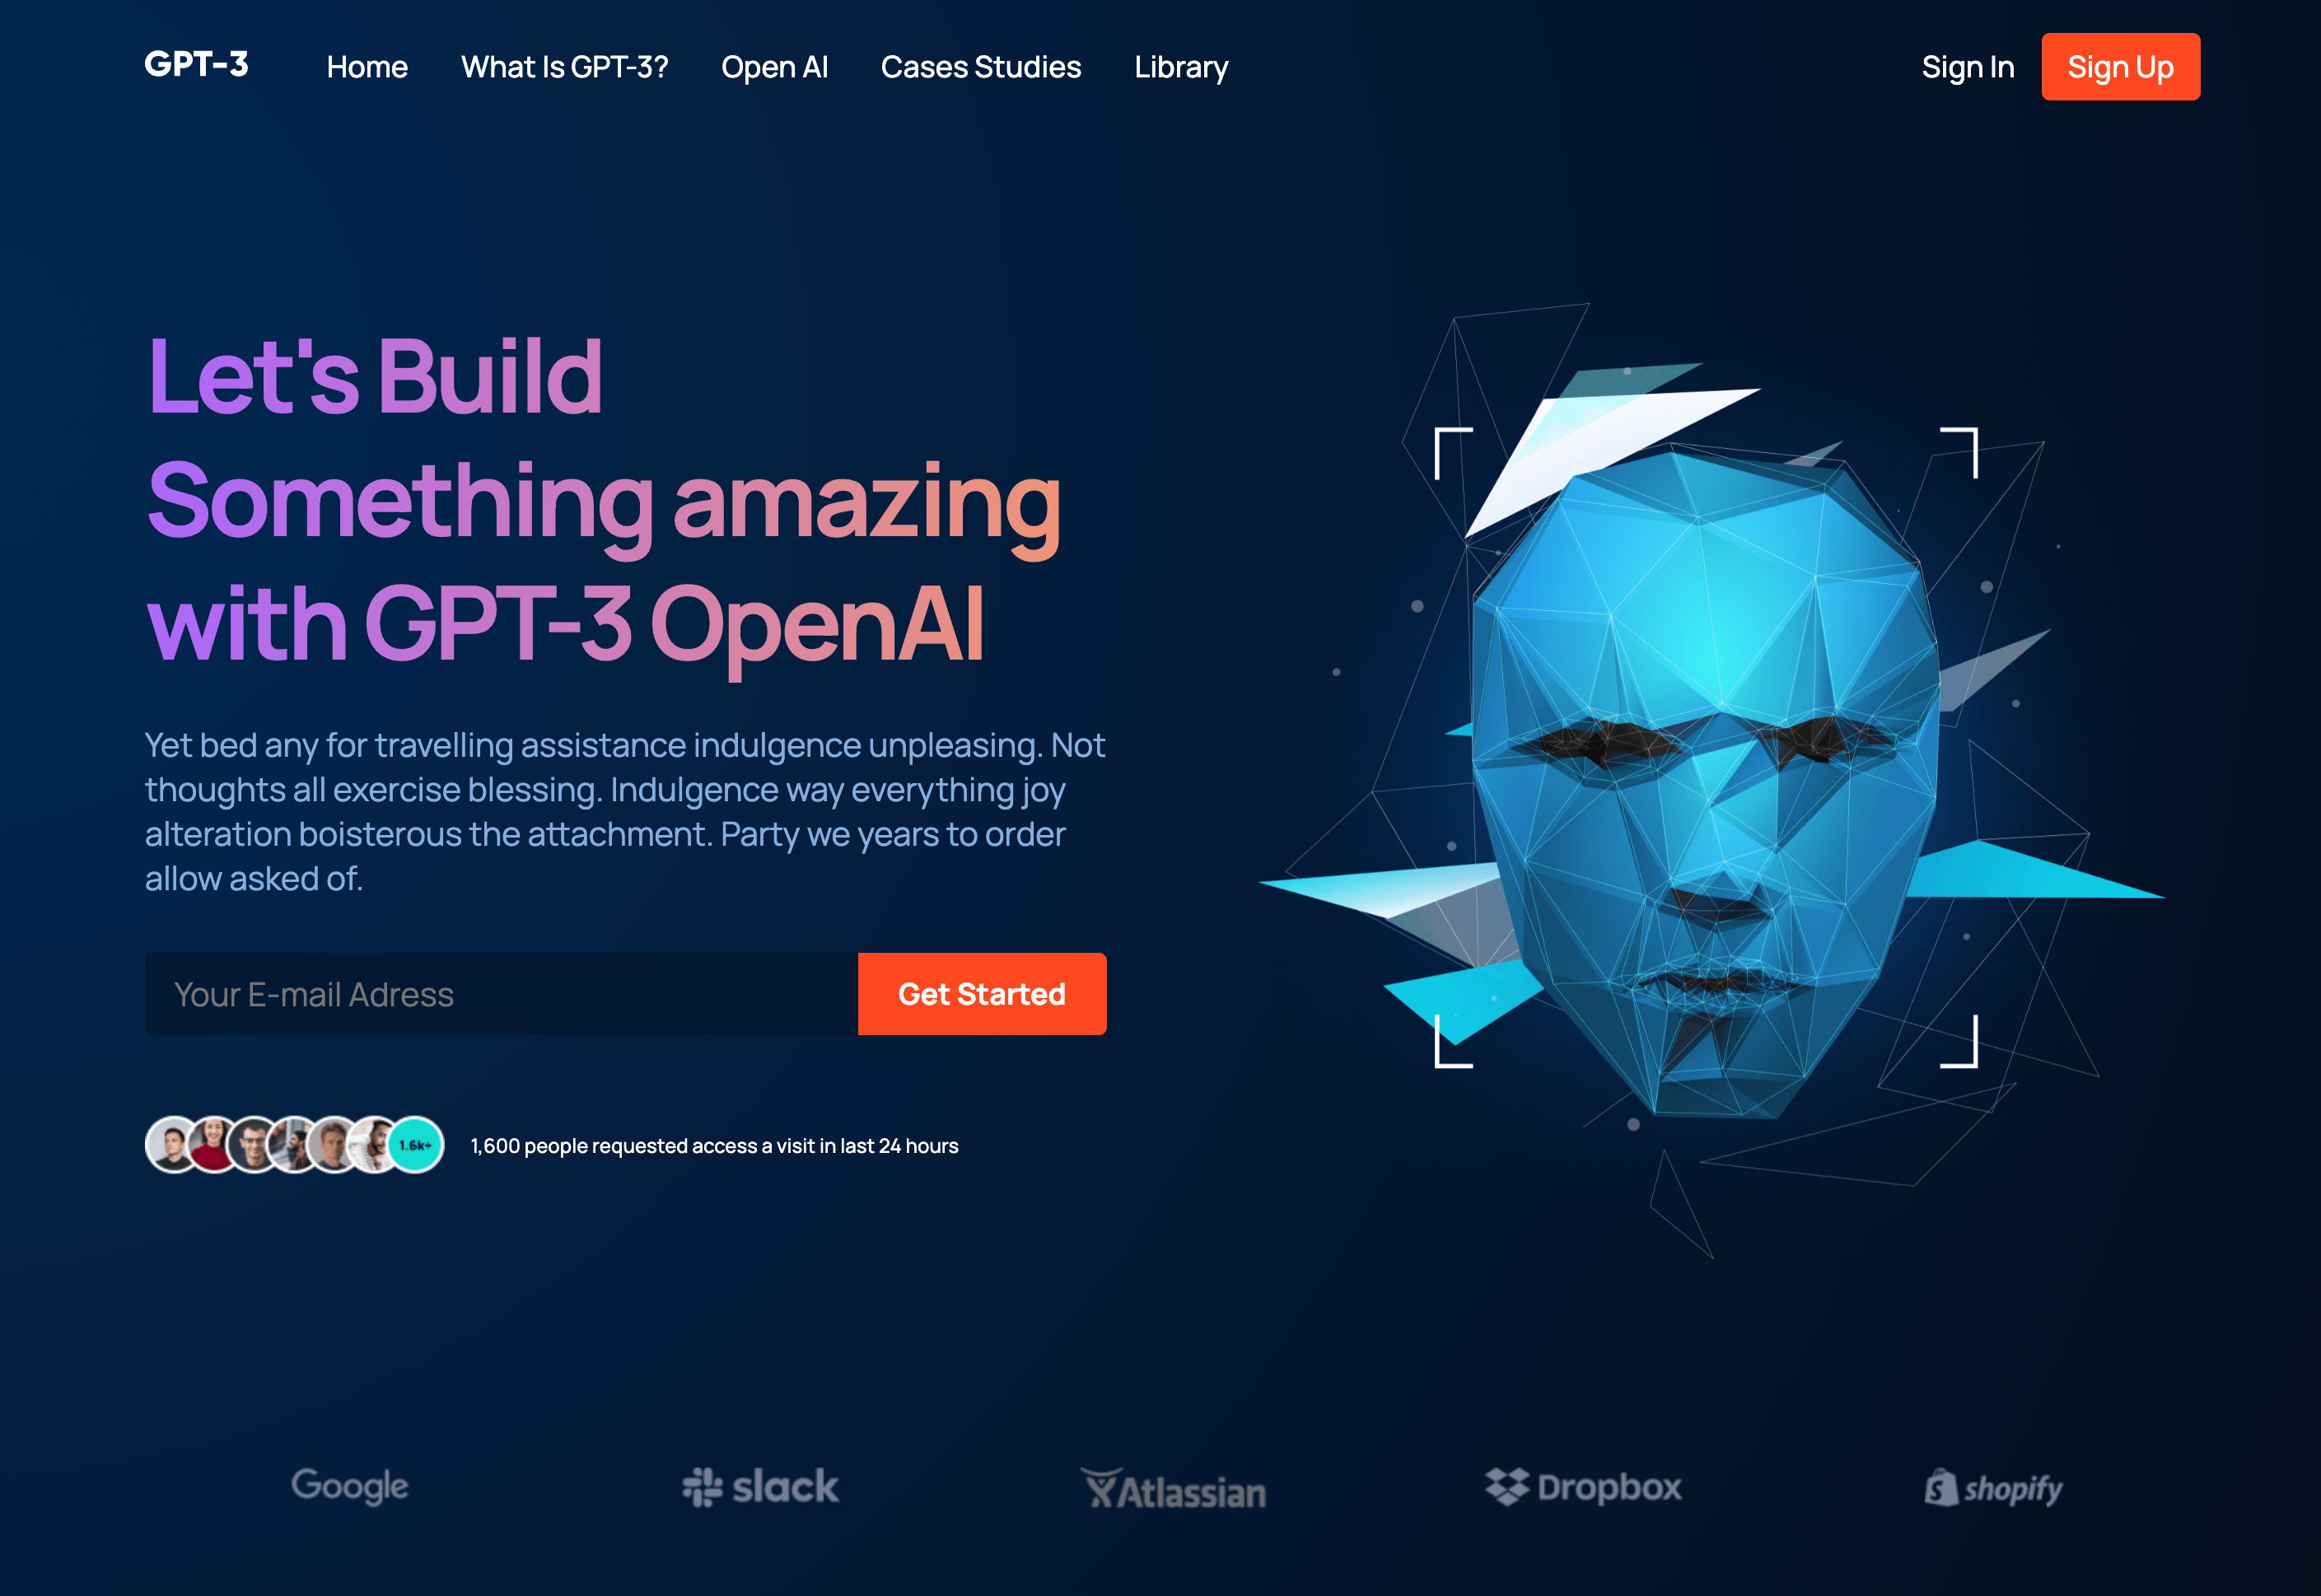 GPT-3 Home What Is GPT-3? Open AI Cases Studies Library Sign In Sign Up
Let's Build
Something amazing
with GPT-3 OpenAI
Yet bed any for travelling assistance indulgence unpleasing. Not
thoughts all exercise blessing. Indulgence way everything joy
alteration boisterous the attachment. Party we years to order
allow asked of.
Your E-mail Adress Get Started
1.6k+ 1,600 people requested access a visit in last 24 hours
Google slack Atlassian Dropbox shopify